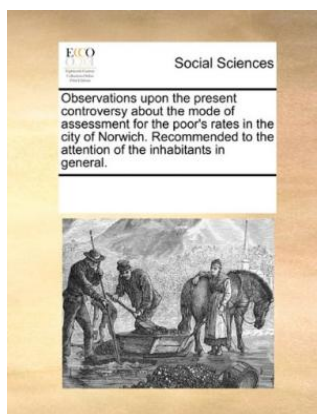 ECCO
Social Sciences
Observations upon the present
controversy about the mode of
assessment for the poor's rates in the
city of Norwich. Recommended to the
attention of the inhabitants in
general.